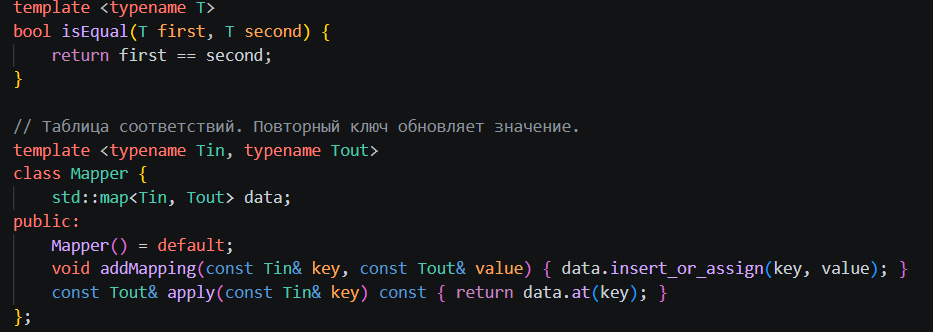 template <typename T>
bool isEqual(T first, T second) {
    return first == second;
}

// Таблица соответствий. Повторный ключ обновляет значение.
template <typename Tin, typename Tout>
class Mapper {
    std::map<Tin, Tout> data;
public:
    Mapper() = default;
    void addMapping(const Tin& key, const Tout& value) { data.insert_or_assign(key, value); }
    const Tout& apply(const Tin& key) const { return data.at(key); }
};